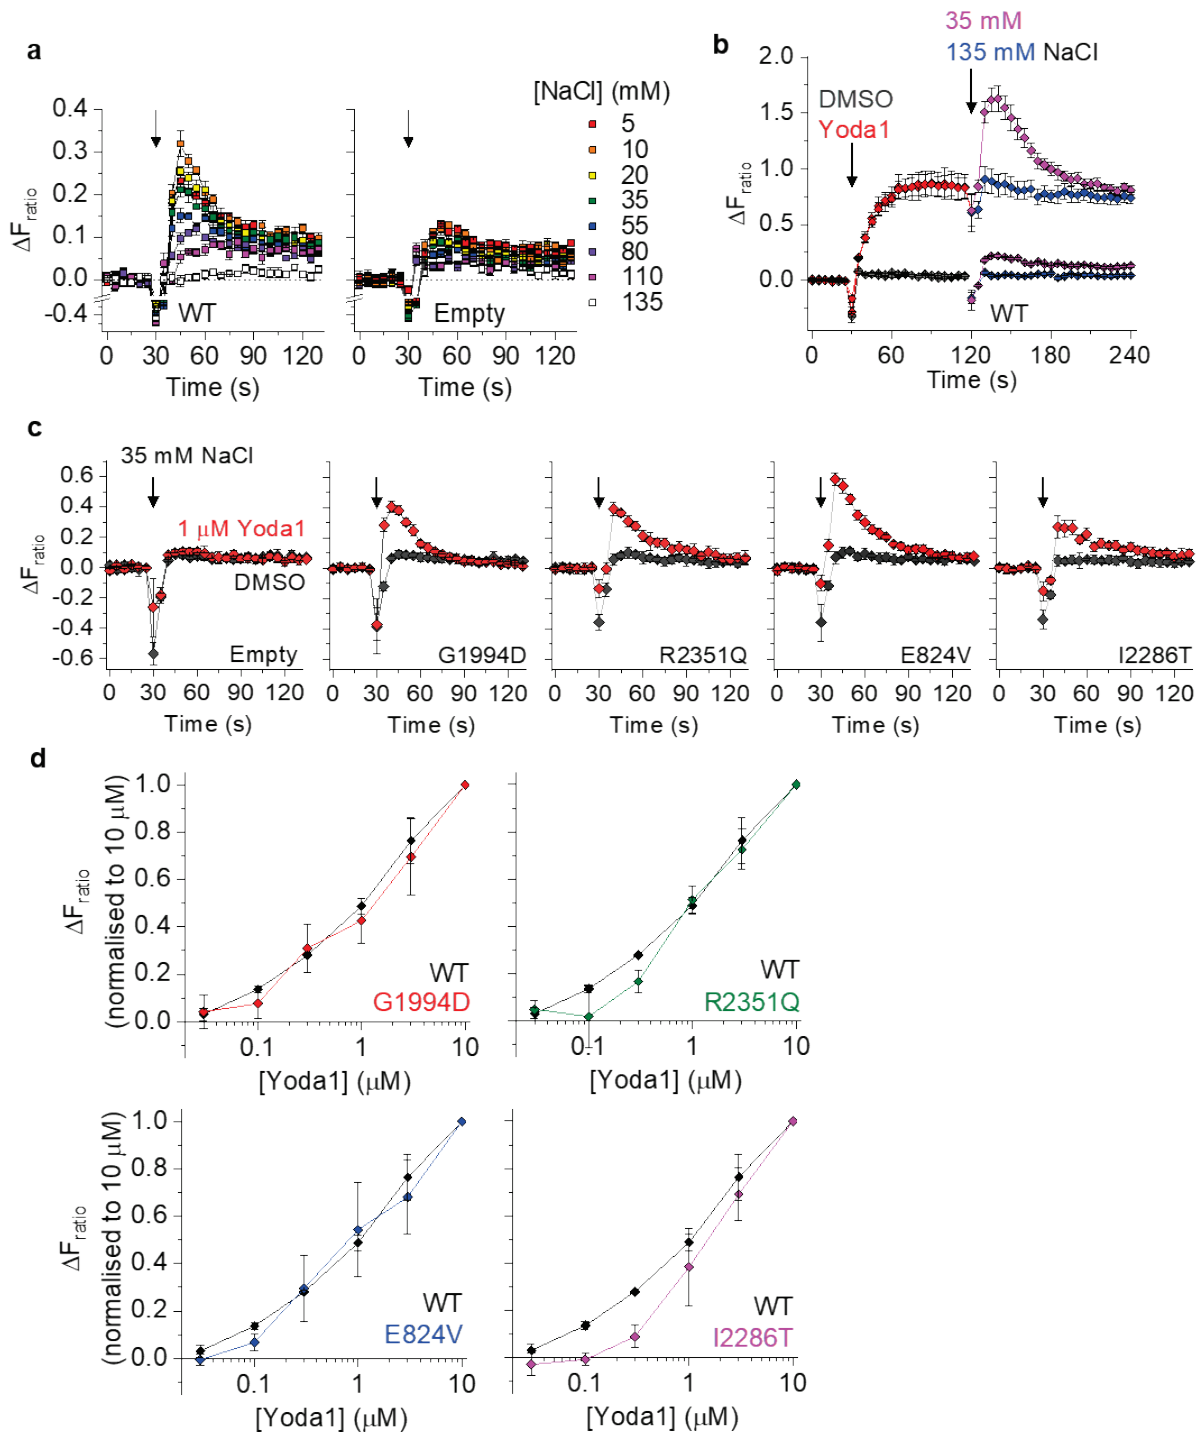 a
[NaCl] (mM)
5
10
20
35
55
80
110
135
0.4
0.3
0.2
0.1
0.0
-0.4
ΔFratio
WT
Empty
0 30 60 90 120
0 30 60 90 120
Time (s)
Time (s)
b
35 mM
135 mM NaCl
DMSO
Yoda1
2.0
1.5
1.0
0.5
0.0
ΔFratio
WT
0 60 120 180 240
Time (s)
c
35 mM NaCl
1 μM Yoda1
DMSO
0.6
0.4
0.2
0.0
-0.2
-0.4
-0.6
ΔFratio
Empty
G1994D
R2351Q
E824V
I2286T
0 30 60 90 120
0 30 60 90 120
0 30 60 90 120
0 30 60 90 120
0 30 60 90 120
Time (s)
Time (s)
Time (s)
Time (s)
Time (s)
d
1.0
0.8
0.6
0.4
0.2
0.0
ΔFratio
(normalised to 10 μM)
WT
G1994D
WT
R2351Q
0.1 1 10
0.1 1 10
[Yoda1] (μM)
[Yoda1] (μM)
1.0
0.8
0.6
0.4
0.2
0.0
ΔFratio
(normalised to 10 μM)
WT
E824V
WT
I2286T
0.1 1 10
0.1 1 10
[Yoda1] (μM)
[Yoda1] (μM)